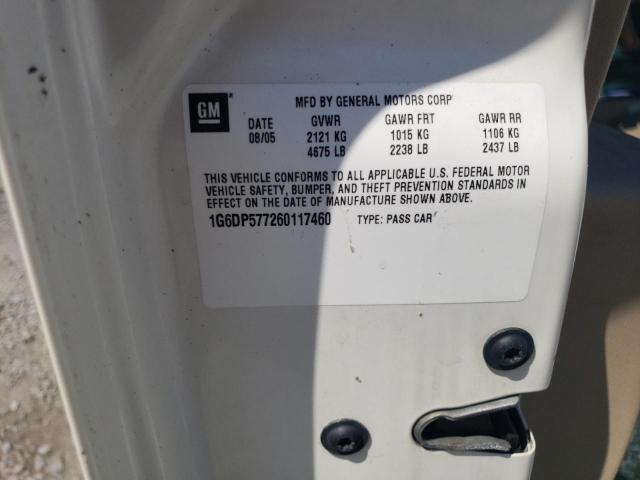 GM ® MFD BY GENERAL MOTORS CORP
DATE GVWR GAWR FRT GAWR RR
08/05 2121 KG 1015 KG 1106 KG
4675 LB 2238 LB 2437 LB
THIS VEHICLE CONFORMS TO ALL APPLICABLE U.S. FEDERAL MOTOR
VEHICLE SAFETY, BUMPER, AND THEFT PREVENTION STANDARDS IN
EFFECT ON THE DATE OF MANUFACTURE SHOWN ABOVE.
1G6DP577260117460 TYPE: PASS CAR